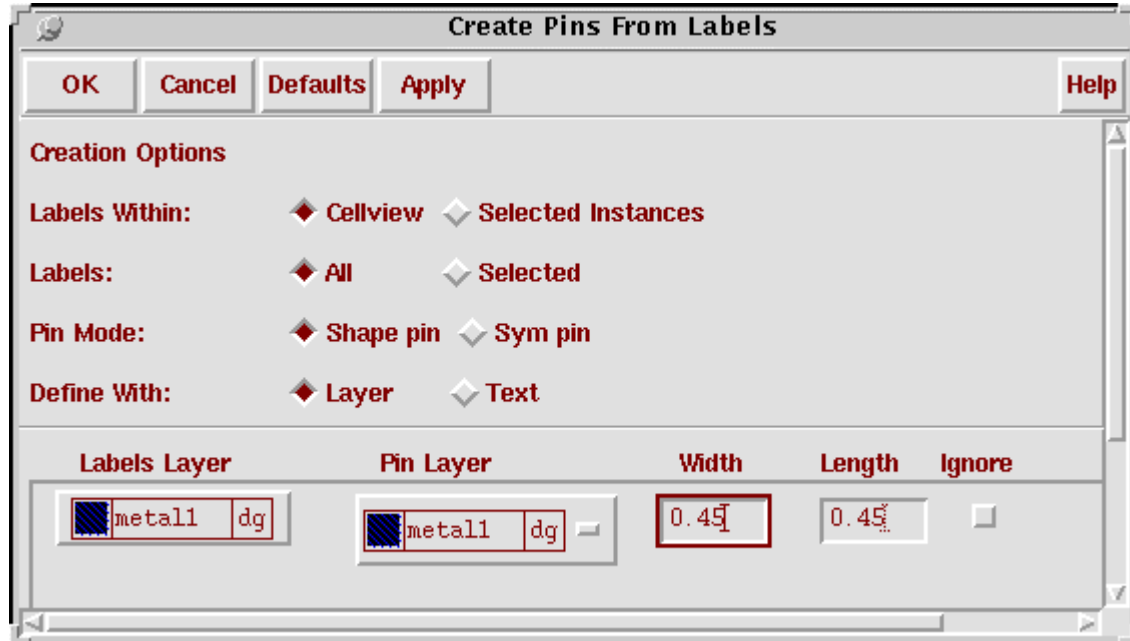 Create Pins From Labels
OK Cancel Defaults Apply Help
Creation Options
Labels Within: Cellview Selected Instances
Labels: All Selected
Pin Mode: Shape pin Sym pin
Define With: Layer Text
Labels Layer Pin Layer Width Length Ignore
metal1 dg metal1 dg 0.45 0.45